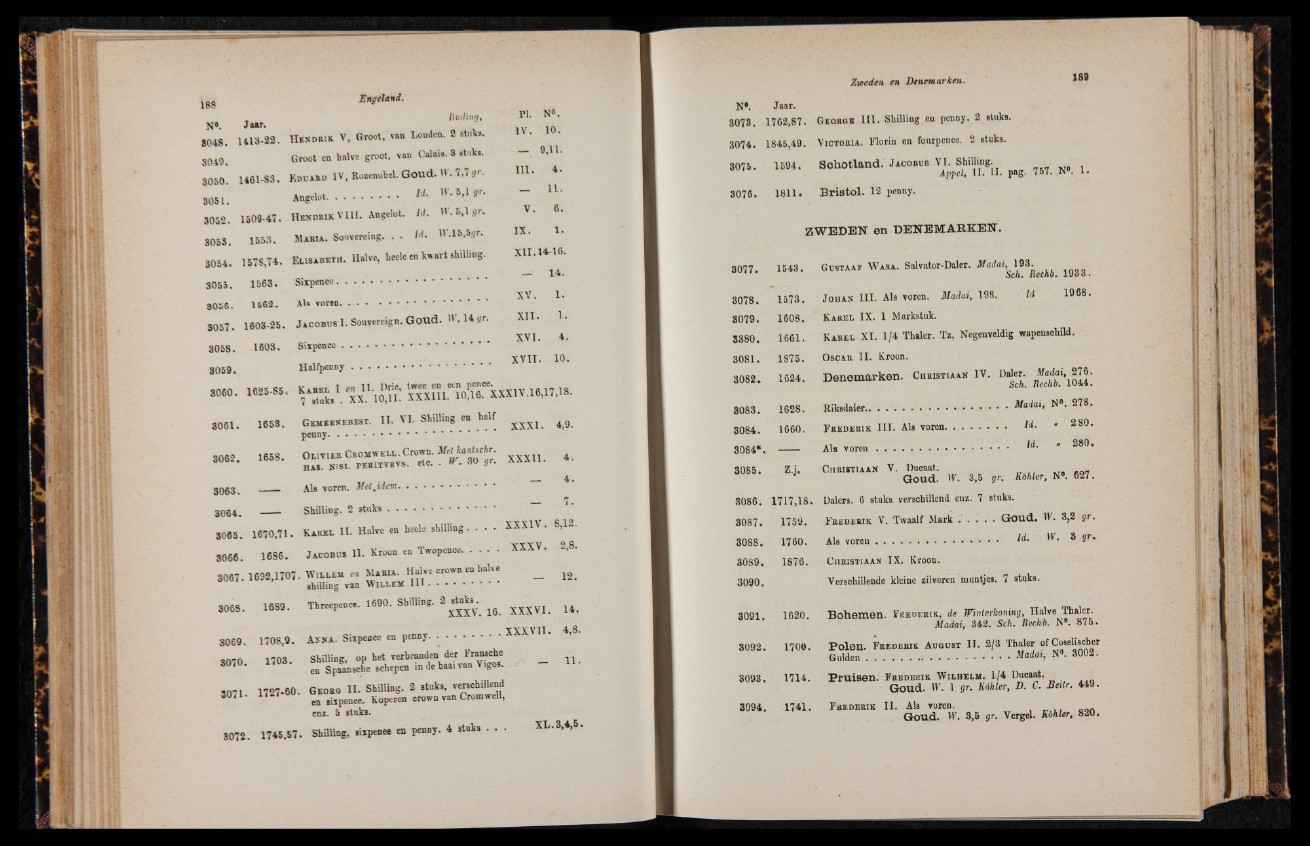 188 Engeland.
Ruding,
N°. Jaar. Pl. N°.
3048. 1413-22. HENDRIK V, Groot, van Londen. 2 stuks. IV. 10.
3049. Groot en halve groot, van Calais. 3 stuks. — 9,11.
3050. 1461-83. EDUARD IV, Rozenobel. Goud. W. 7,7 gr. III. 4.
3051. Angelot. . . . . . . . . Id. W. 5,1 gr. — 11.
3052. 1509-47. HENDRIK VIII. Angelot. Id. W. 5,1 gr. V. 6.
3053. 1553. MARIA. Souvereing. . . Id. W.15,5gr. IX. 1.
3054. 1578,74. ELISABETH. Halve, heele en kwart shilling. XII.14-16.
3055. 1563. Sixpence. . . . . . . . . . . . . . . — 14.
3056. 1562. Als voren. . . . . . . . . . . . . . . XV. 1.
3057. 1603-25. JACOBUS I. Souvereign. Goud. W. 14 gr. XII. 1.
3058. 1603. Sixpence . . . . . . . . . . . . . . . XVI. 4.
3059. Halfpenny . . . . . . . . . . . . . . XVII. 10.
3060. 1625-85. KAREL I en II. Drie, twee en een pence.
7 stuks . XX. 10,11. XXXIII. 10,16. XXXIV.16,17,18.
3061. 1653. GEMEENEBEST. II. VI. Shilling en half
penny. . . . . . . . . . . . . . . . XXXI. 4,9.
3062. 1658. OLIVIER CROMWELL. Crown. Met kantschr.
HAS. NISI. PERITVRVS. etc. . W. 30 gr. XXXII. 4.
3063. —— Als voren. Met idem. . . . . . . . . . . — 4.
3064. —— Shilling. 2 stuks . . . . . . . . . . . . — 7.
3065. 1670,71. KAREL II. Halve en heele shilling . . . . XXXIV. 8,12.
3066. 1686. JACOBUS II. Kroon en Twopence. . . . . XXXV. 2,8.
3067. 1692,1707. WILLEM en MARIA. Halve crown en halve
shilling van WILLEM III . . . . . . . . . — 12.
3068. 1689. Threepence. 1690. Shilling. 2 stuks.
XXXV. 16. XXXVI. 14.
3069. 1708,9. ANNA. Sixpence en penny. . . . . . . . . XXXVII. 4,8.
3070. 1703. Shilling, op het verbranden der Fransche
en Spaansche schepen in de baai van Vigos. — 11.
3071. 1727-60. GEORG II. Shilling. 2 stuks, verschillend
en sixpence. Koperen crown van Cromwell,
enz. 5 stuks.
3072. 1745,57. Shilling, sixpenee en penny. 4 stuks . . . XL.3,4,5.
Zweden en Denemarken. 189
N°. Jaar.
3073. 1762,87. GEORGE III. Shilling en penny. 2 stuks.
3074. 1845,49. VICTORIA. Florin en fourpence. 2 stuks.
3075. 1594. Schotland. JACOBUS VI. Shilling.
Appel, II. II. pag. 757. N°. 1.
3076. 1811. Bristol. 12 penny.
ZWEDEN en DENEMARKEN.
3077. 1543. GUSTAAF WASA. Salvator-Daler. Madai, 193.
Sch. Rechb. 1933.
3078. 1573. JOHAN III. Als voren. Madai, 198. Id 1968.
3079. 1608. KAREL IX. 1 Markstuk.
3380. 1661. KAREL XI. 1/4 Thaler. Tz. Negenveldig wapenschild.
3081. 1875. OSCAR II. Kroon.
3082. 1624. Denemarken. CHRISTIAAN IV. Daler. Madai, 276.
Sch. Rechb. 1044.
3083. 1628. Riksdaler.. . . . . . . . . . . . . . Madai, N°. 278.
3084. 1660. FREDERIK III. Als voren. . . . . . . . Id. „ 280.
3084*. —— Als voren . . . . . . . . . . . . . Id. „ 280.
3085. Z.j. CHRISTIAAN V. Ducaat.
Goud. W. 3,5 gr. Köhler, N°. 627.
3086. 1717,18. Dalers. 6 stuks verschillend enz. 7 stuks.
3087. 1759. FREDERIK V. Twaalf Mark . . . . . Goud. W. 3,2 gr.
3088. 1760. Als voren . . . . . . . . . . . . . . Id. W. 3 gr.
3089. 1876. CHRISTIAAN IX. Kroon.
3090. Verschillende kleine zilveren muntjes. 7 stuks.
3091. 1620. Bohemen. FREDERIK, de Winterkoning, Halve Thaler.
Madai, 342. Sch. Rechb. N°. 875.
3092. 1700. Polen. FREDERIK AUGUST II. 2/3 Thaler of Coselischer
Gulden . . . . . . . . . . . . . . . Madai, N°. 3002.
3093. 1714. Pruisen. FREDERIK WILHELM. 1/4 Ducaat.
Goud. W. 1 gr. Köhler, D. C. Beitr. 449.
3094. 1741. FREDERIK II. Als voren.
Goud. W. 3,5 gr. Vergel. Köhler, 820.